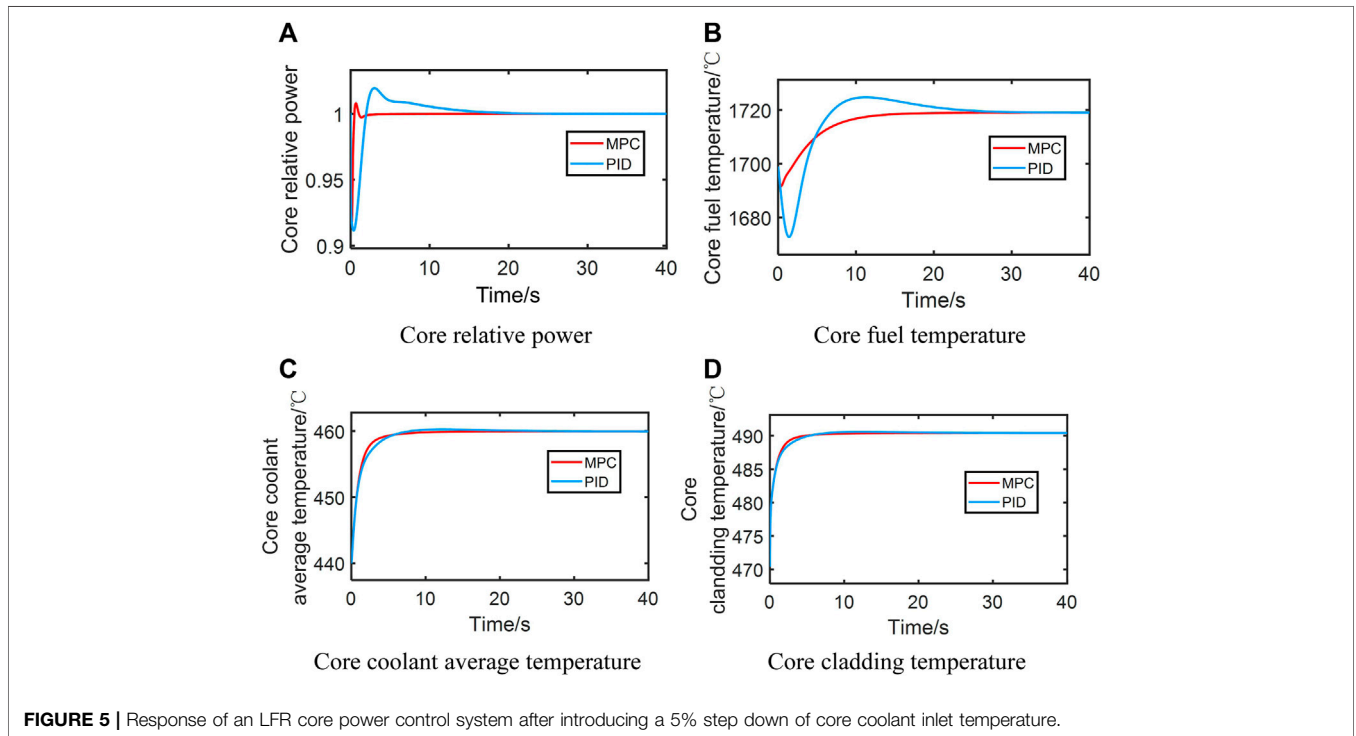 A
Core relative power
1
0.95
0.9
MPC
PID
0 10 20 30 40
Time/s
Core relative power
B
Core fuel temperature/℃
1720
1700
1680
MPC
PID
0 10 20 30 40
Time/s
Core fuel temperature
C
Core coolant
average temperature/℃
460
450
440
MPC
PID
0 10 20 30 40
Time/s
Core coolant average temperature
D
Core
clandding temperature/℃
490
485
480
475
470
MPC
PID
0 10 20 30 40
Time/s
Core cladding temperature
FIGURE 5 | Response of an LFR core power control system after introducing a 5% step down of core coolant inlet temperature.